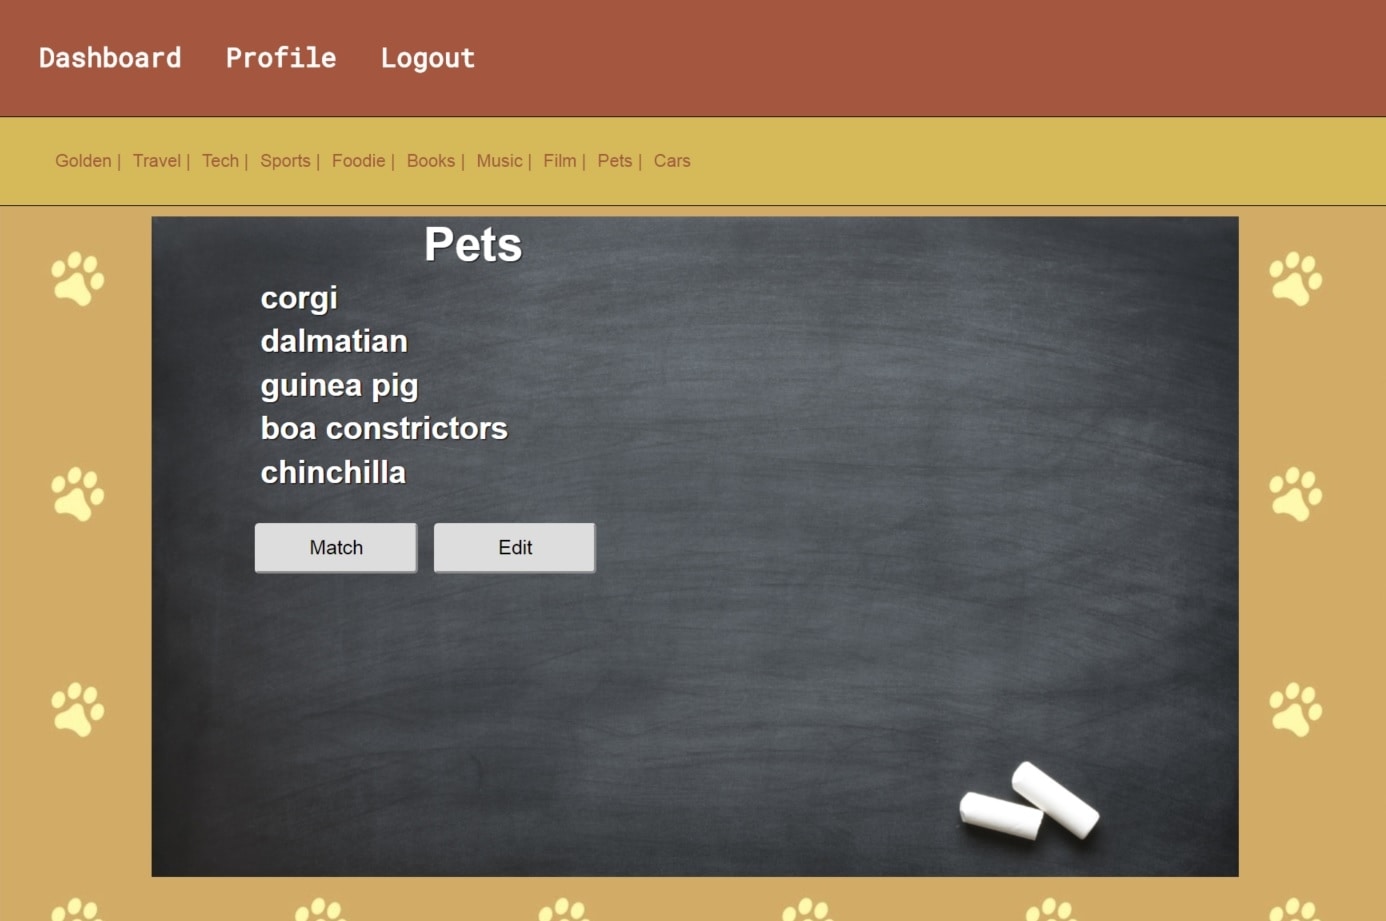 Dashboard Profile Logout
Golden | Travel | Tech | Sports | Foodie | Books | Music | Film | Pets | Cars
Pets
corgi
dalmatian
guinea pig
boa constrictors
chinchilla
Match Edit